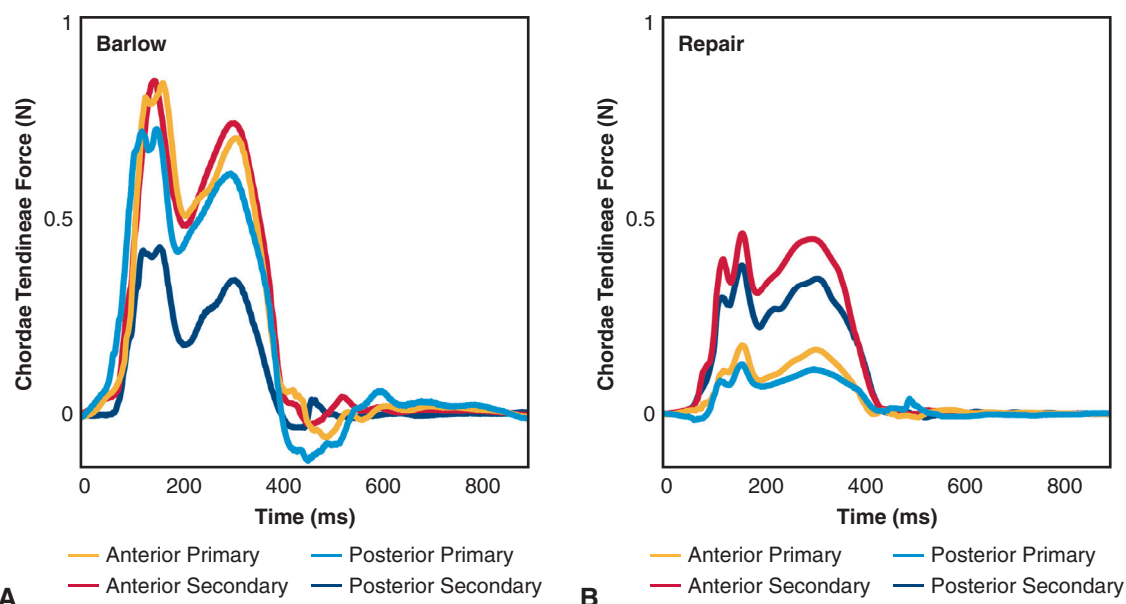 Barlow
Chordae Tendineae Force (N)
1
0.5
0
0 200 400 600 800
Time (ms)
Anterior Primary Posterior Primary
Anterior Secondary Posterior Secondary
A
Repair
Chordae Tendineae Force (N)
1
0.5
0
0 200 400 600 800
Time (ms)
Anterior Primary Posterior Primary
Anterior Secondary Posterior Secondary
B